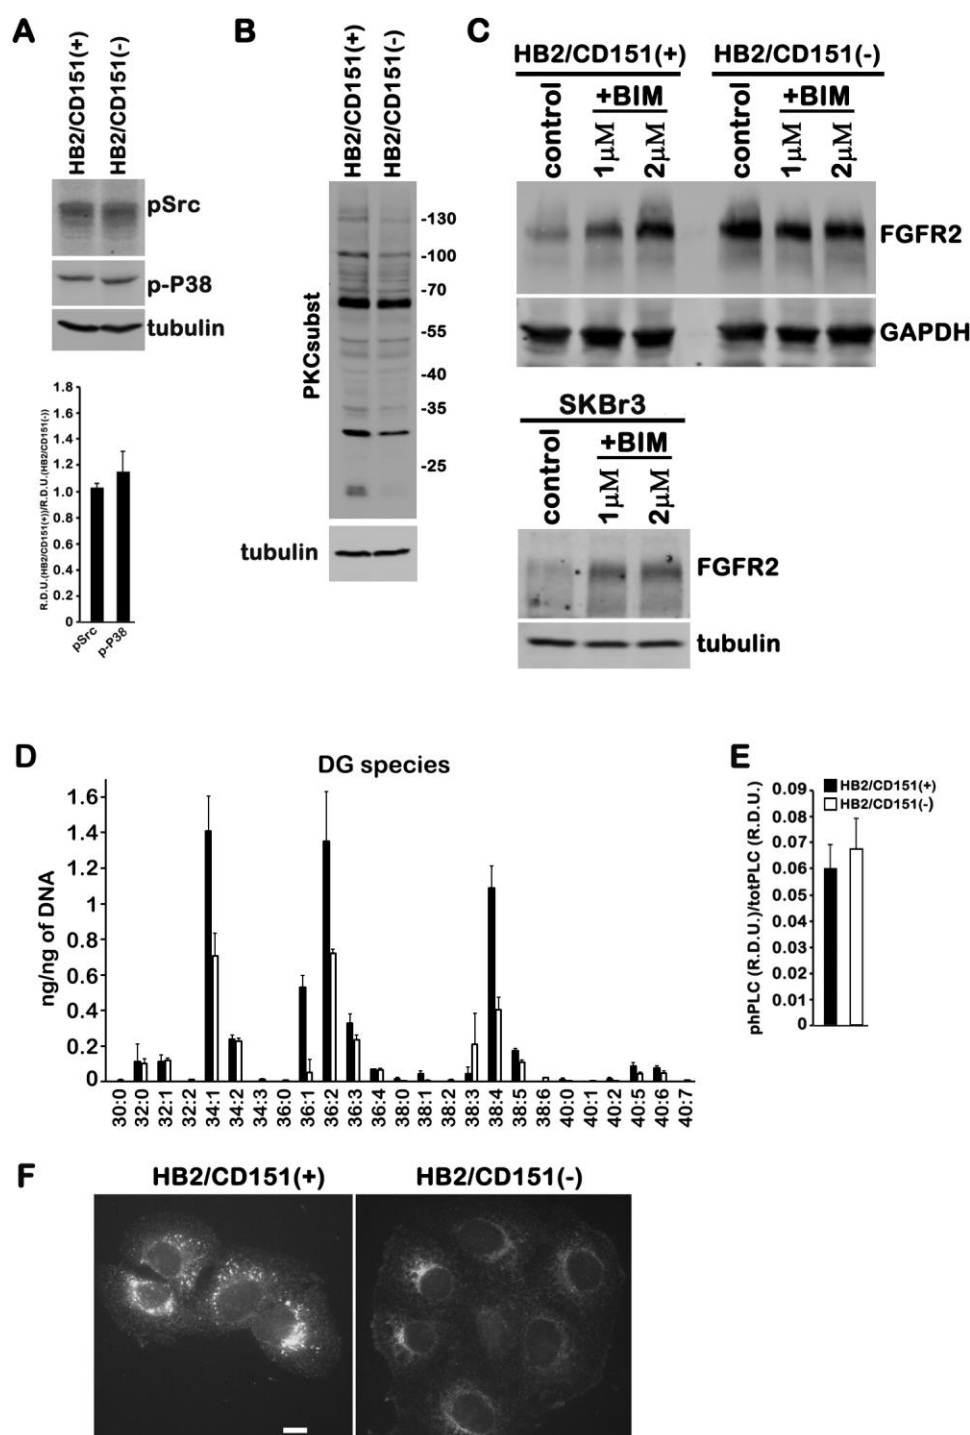 A
HB2/CD151(+)
HB2/CD151(-)
pSrc
p-P38
tubulin
R.D.U.(HB2/CD151(+))/R.D.U.(HB2/CD151(-))
1.8
1.6
1.4
1.2
1.0
0.8
0.6
0.4
0.2
0
pSrc
p-P38
B
HB2/CD151(+)
HB2/CD151(-)
PKCsubst
-130
-100
-70
-55
-40
-35
-25
tubulin
C
HB2/CD151(+) HB2/CD151(-)
control
+BIM
1μM
2μM
control
+BIM
1μM
2μM
FGFR2
GAPDH
SKBr3
control
+BIM
1μM
2μM
FGFR2
tubulin
D
DG species
ng/ng of DNA
1.6
1.4
1.2
1
0.8
0.6
0.4
0.2
0
30:0
32:0
32:1
32:2
34:1
34:2
34:3
36:0
36:1
36:2
36:3
36:4
38:0
38:1
38:2
38:3
38:4
38:5
38:6
40:0
40:1
40:2
40:5
40:6
40:7
E
HB2/CD151(+)
HB2/CD151(-)
phPLC (R.D.U.)/totPLC (R.D.U.)
0.09
0.08
0.07
0.06
0.05
0.04
0.03
0.02
0.01
0
F
HB2/CD151(+) HB2/CD151(-)